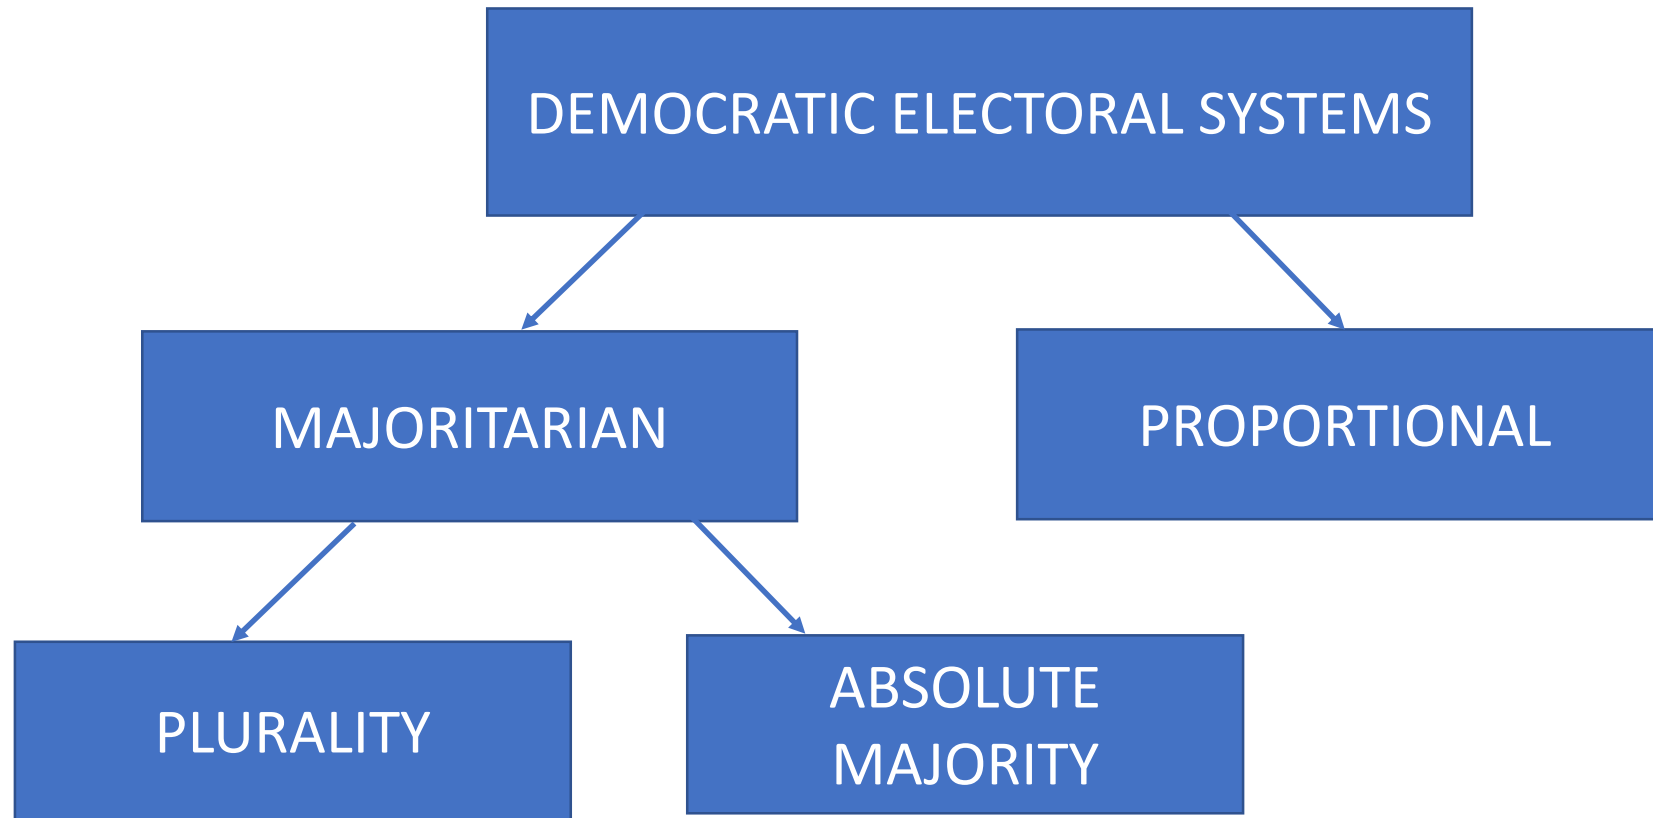 DEMOCRATIC ELECTORAL SYSTEMS
MAJORITARIAN
PROPORTIONAL
PLURALITY
ABSOLUTE
MAJORITY